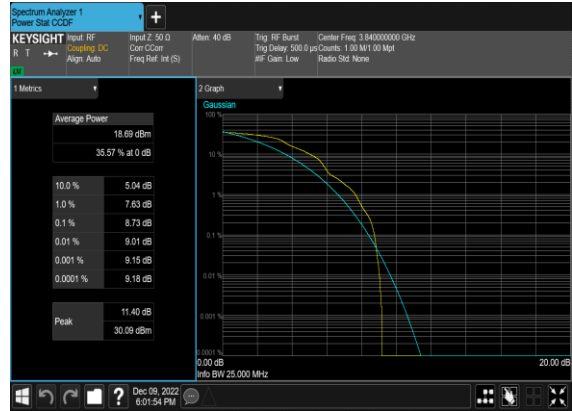 Spectrum Analyzer 1
Power Stat CCDF
KEYSIGHT
R T
LXI
Input: RF
Coupling: DC
Align: Auto
Input Z: 50 Ω
Corr CCorr
Freq Ref: Int (S)
Atten: 40 dB
Trig: RF Burst
Trig Delay: 500.0 µs
#IF Gain: Low
Center Freq: 3.840000000 GHz
Counts: 1.00 M/1.00 Mpt
Radio Std: None
1 Metrics
Average Power
18.69 dBm
35.57 % at 0 dB
10.0 % 5.04 dB
1.0 % 7.63 dB
0.1 % 8.73 dB
0.01 % 9.01 dB
0.001 % 9.15 dB
0.0001 % 9.18 dB
Peak
11.40 dB
30.09 dBm
2 Graph
Gaussian
100 %
10 %
1 %
0.1 %
0.01 %
0.001 %
0.0001 %
0.00 dB
20.00 dB
Info BW 25.000 MHz
Dec 09, 2022
6:01:54 PM